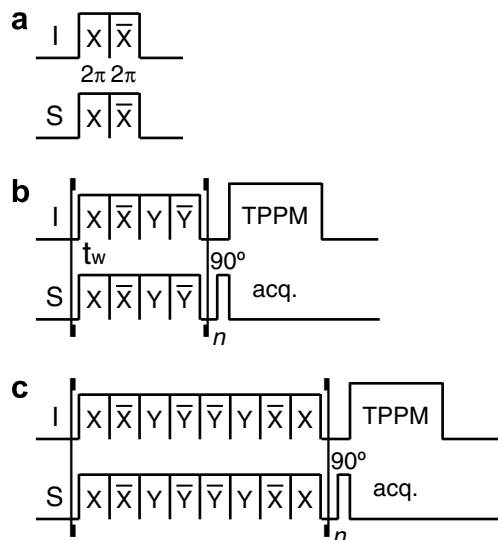 a
I X X̅
2π 2π
S X X̅
b
I X X̅ Y Y̅ TPPM
tw 90º
S X X̅ Y Y̅ acq.
n
c
I X X̅ Y Y̅ Y̅ Y X̅ X TPPM
90º
S X X̅ Y Y̅ Y̅ Y X̅ X acq.
n